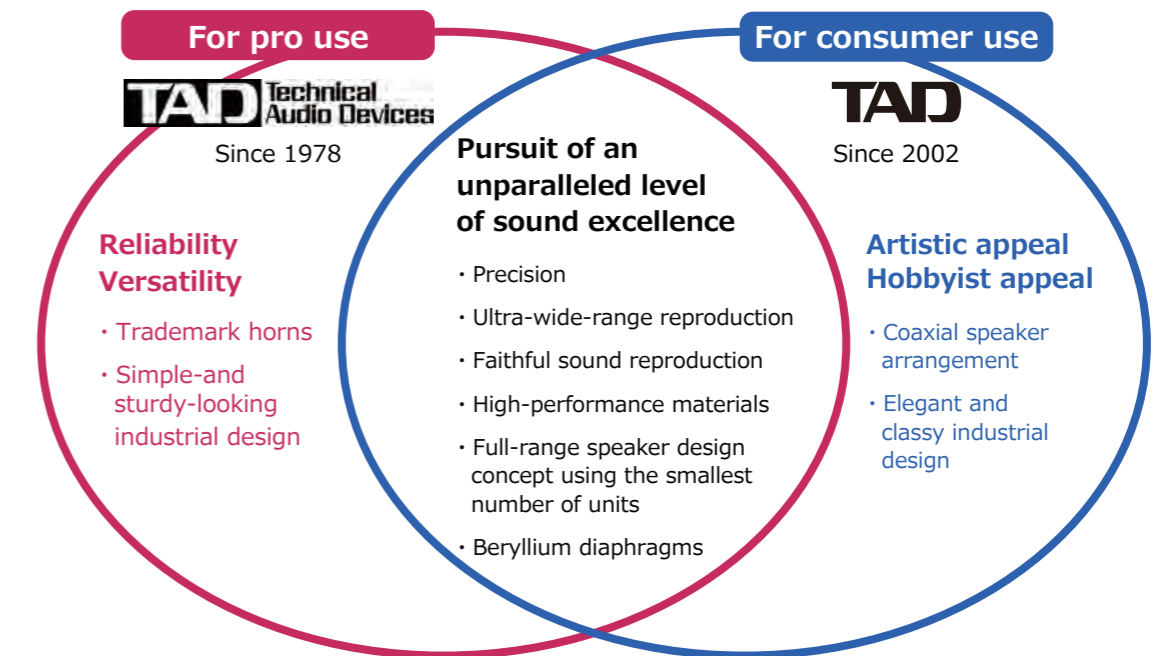 For pro use
TAD Technical
Audio Devices
Since 1978
Reliability
Versatility
・Trademark horns
・Simple-and
sturdy-looking
industrial design
Pursuit of an
unparalleled level
of sound excellence
・Precision
・Ultra-wide-range reproduction
・Faithful sound reproduction
・High-performance materials
・Full-range speaker design
concept using the smallest
number of units
・Beryllium diaphragms
For consumer use
TAD
Since 2002
Artistic appeal
Hobbyist appeal
・Coaxial speaker
arrangement
・Elegant and
classy industrial
design